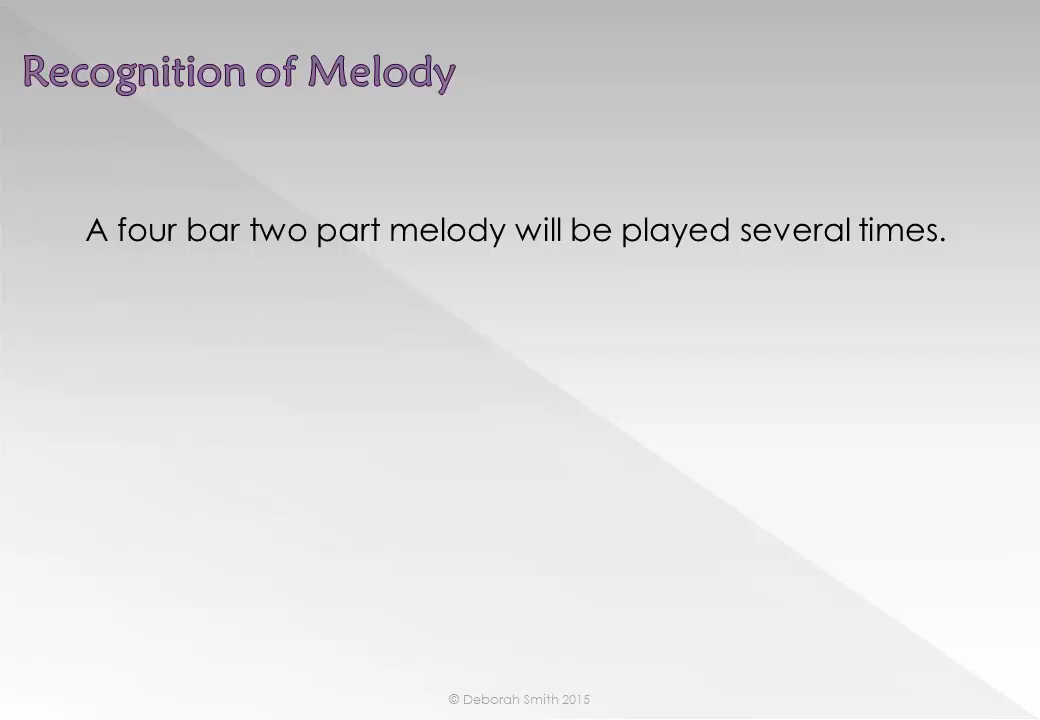 Recognition of Melody
A four bar two part melody will be played several times.
© Deborah Smith 2015